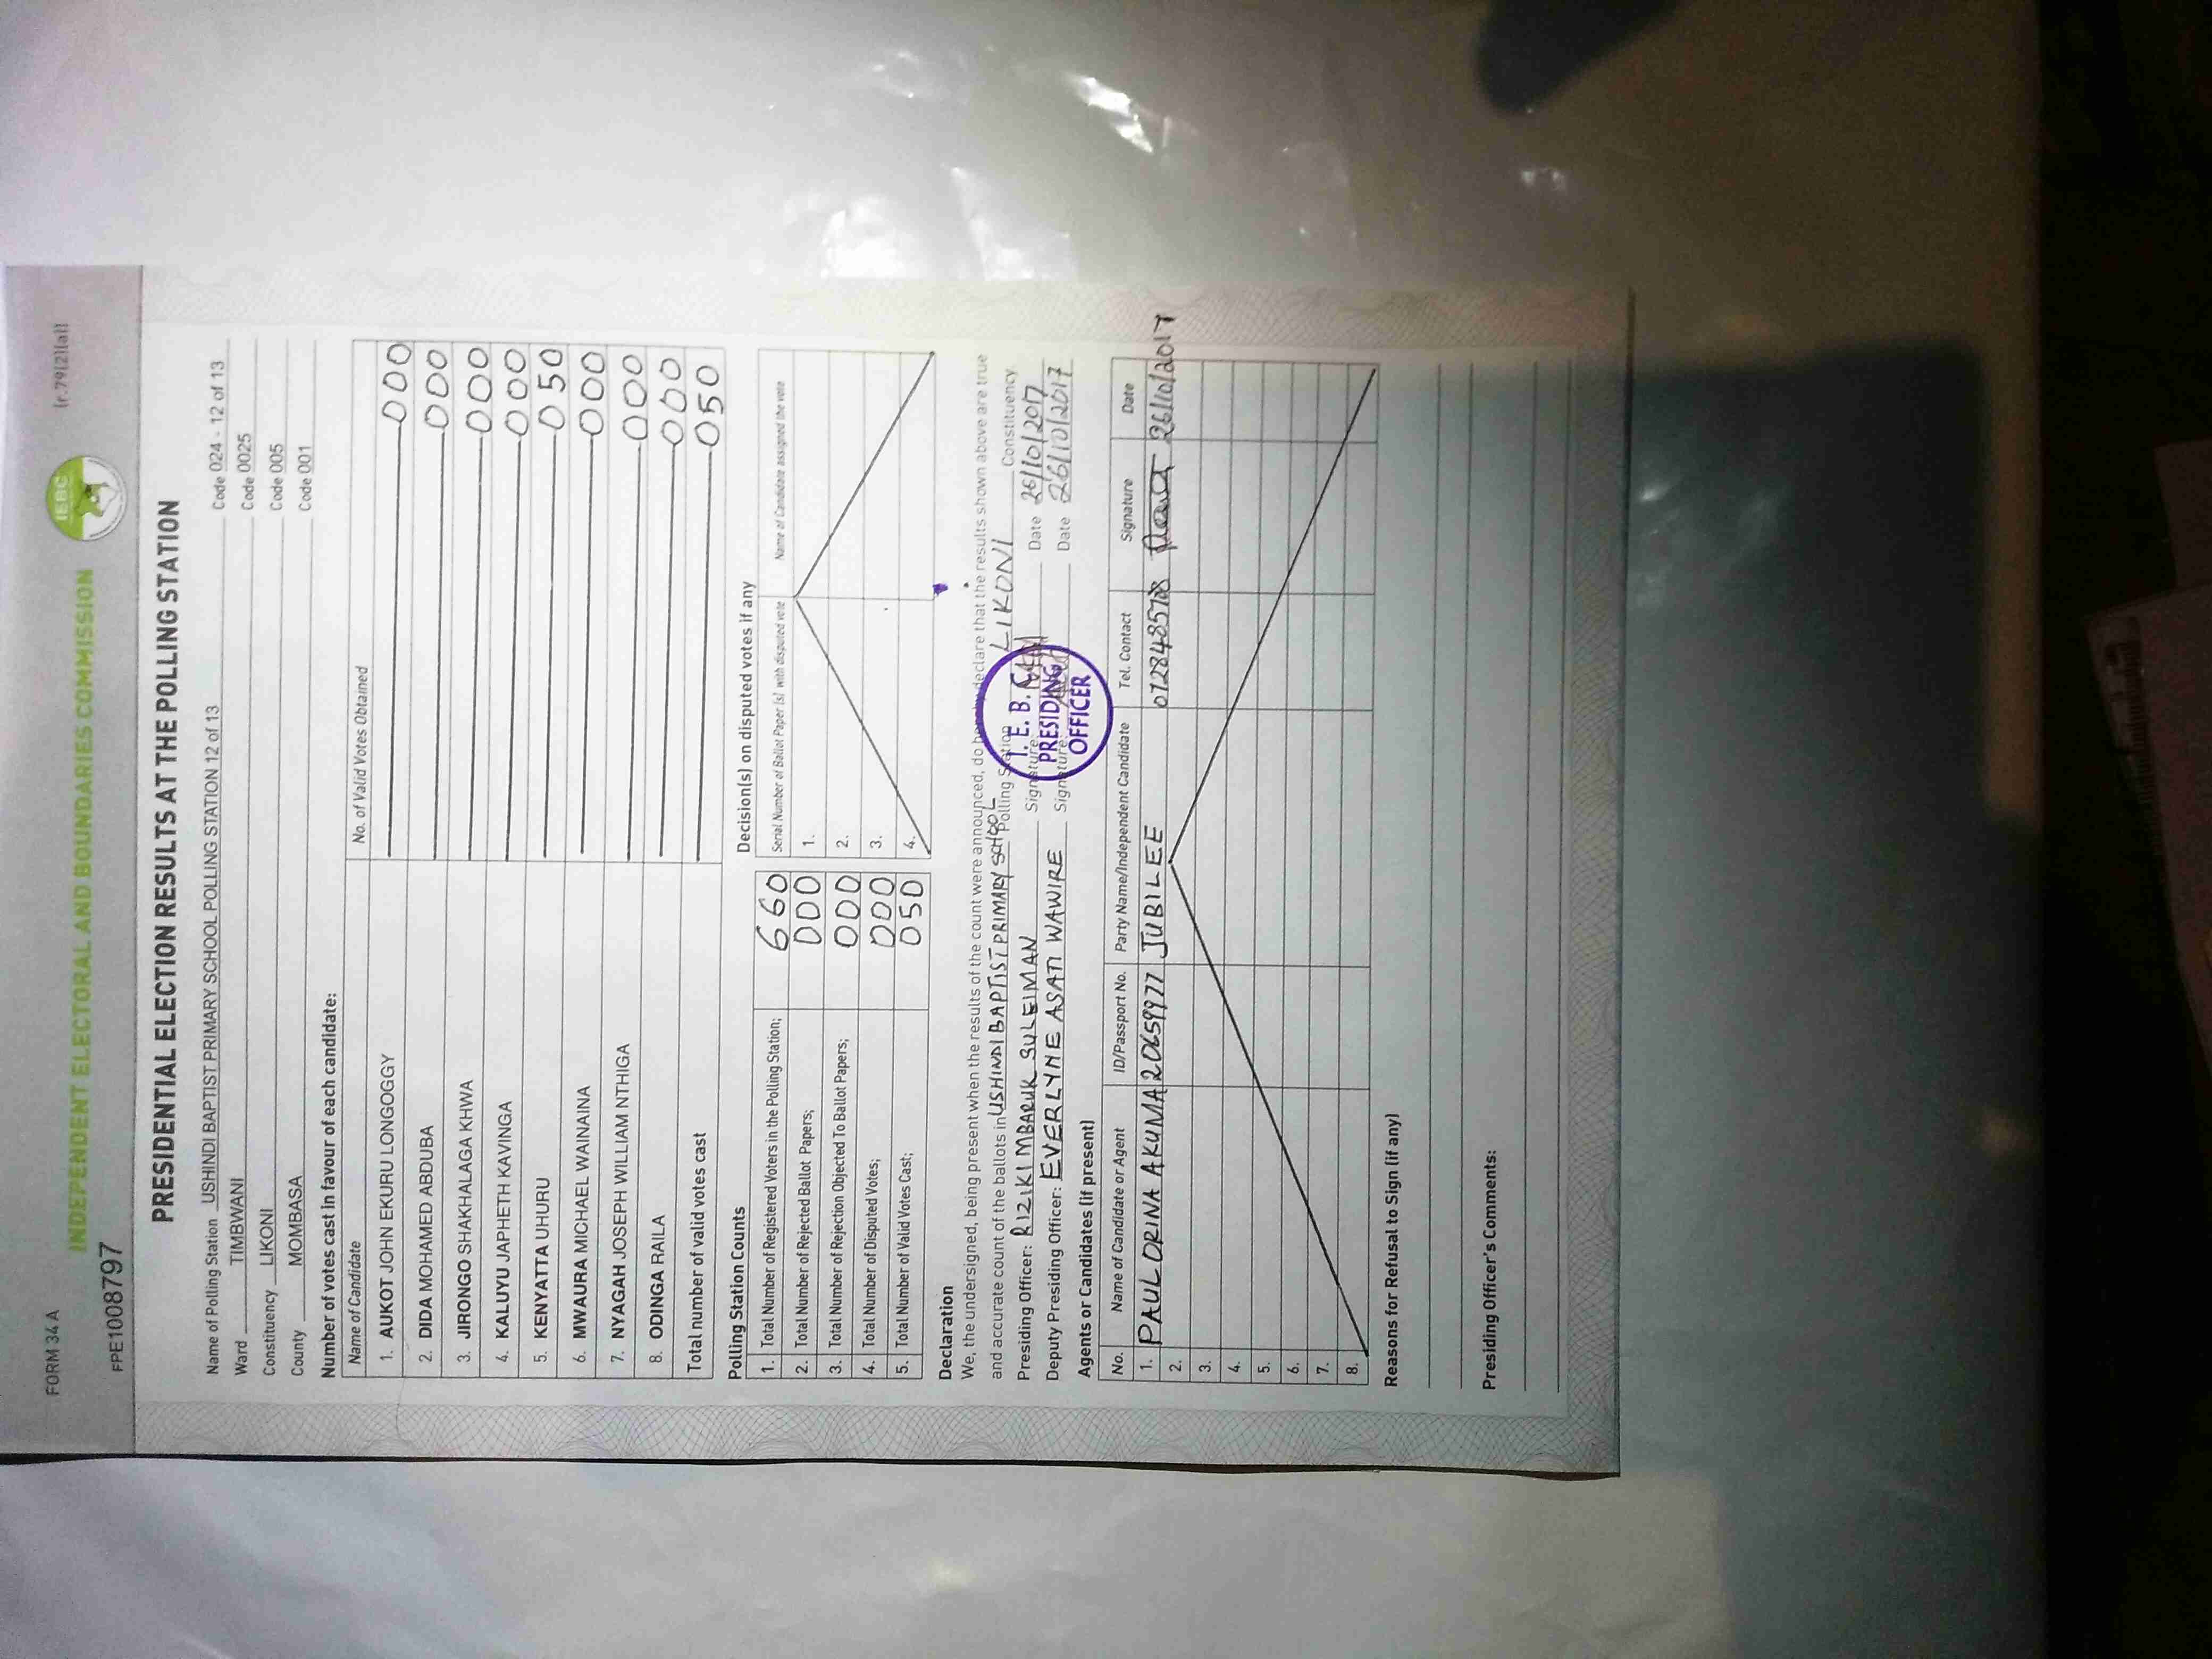 FORM 34 A
(r.79(2)(a))
IEBC
INDEPENDENT ELECTORAL AND BOUNDARIES COMMISSION
FPE1008797
PRESIDENTIAL ELECTION RESULTS AT THE POLLING STATION
Name of Polling Station USHINDI BAPTIST PRIMARY SCHOOL POLLING STATION 12 of 13 Code 024 - 12 of 13
Ward TIMBWANI Code 0025
Constituency LIKONI Code 005
County MOMBASA Code 001
Number of votes cast in favour of each candidate:
Name of Candidate No. of Valid Votes Obtained
1. AUKOT JOHN EKURU LONGOGGY 000
2. DIDA MOHAMED ABDUBA 000
3. JIRONGO SHAKHALAGA KHWA 000
4. KALUYU JAPHETH KAVINGA 000
5. KENYATTA UHURU 050
6. MWAURA MICHAEL WAINAINA 000
7. NYAGAH JOSEPH WILLIAM NTHIGA 000
8. ODINGA RAILA 000
Total number of valid votes cast 050
Polling Station Counts
1. Total Number of Registered Voters in the Polling Station; 660
2. Total Number of Rejected Ballot Papers; 000
3. Total Number of Rejection Objected To Ballot Papers; 000
4. Total Number of Disputed Votes; 000
5. Total Number of Valid Votes Cast; 050
Decision(s) on disputed votes if any
Serial Number of Ballot Paper (s) with disputed vote Name of Candidate assigned the vote
1.
2.
3.
4.
Declaration
We, the undersigned, being present when the results of the count were announced, do hereby declare that the results shown above are true
and accurate count of the ballots in USHINDI BAPTIST PRIMARY SCHOOL Polling Station LIKONI Constituency.
Presiding Officer: RIZIKI MBARUK SULEIMAN Signature: Date 26/10/2017
Deputy Presiding Officer: EVERLYNE ASATI WAWIRE Signature: Date 26/10/2017
I. E. B. C
PRESIDING
OFFICER
Agents or Candidates (if present)
No. Name of Candidate or Agent ID/Passport No. Party Name/Independent Candidate Tel. Contact Signature Date
1. PAUL ORINA AKUMA 20659977 JUBILEE 26/10/2017
2.
3.
4.
5.
6.
7.
8.
Reasons for Refusal to Sign (if any)
Presiding Officer's Comments: